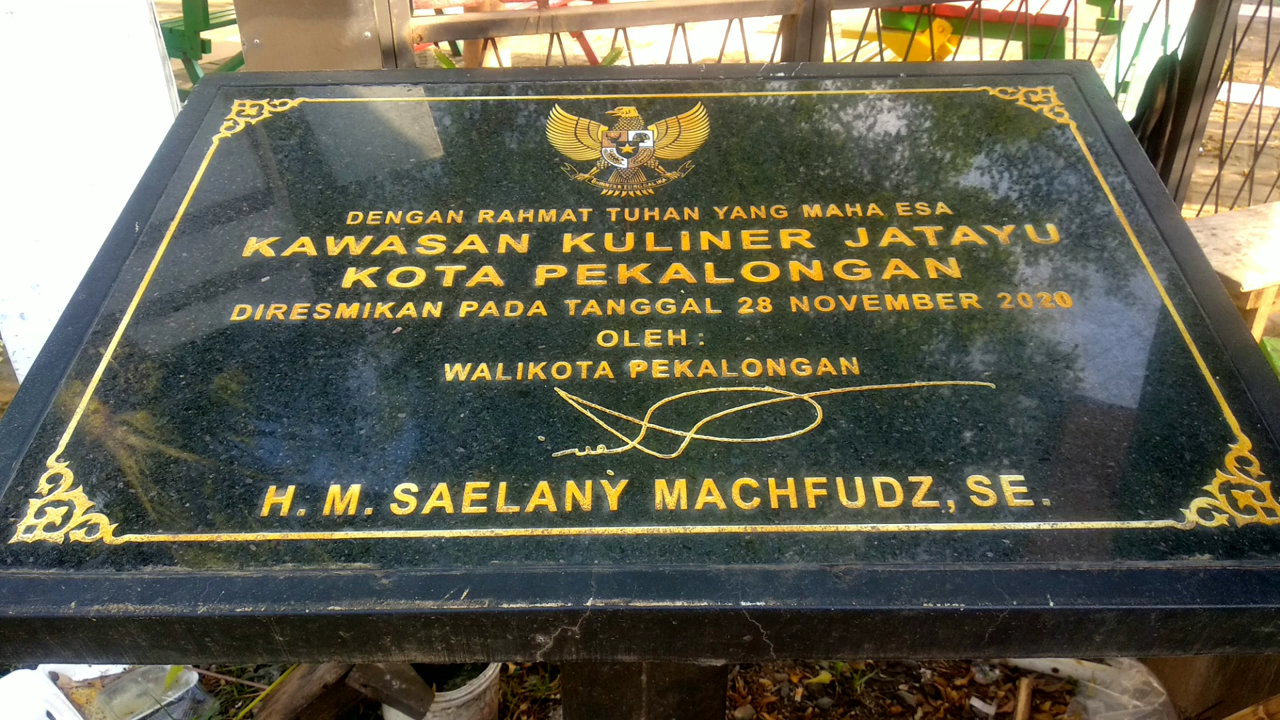 DENGAN RAHMAT TUHAN YANG MAHA ESA
KAWASAN KULINER JATAYU
KOTA PEKALONGAN
DIRESMIKAN PADA TANGGAL 28 NOVEMBER 2020
OLEH :
WALIKOTA PEKALONGAN
H. M. SAELANY MACHFUDZ, SE.